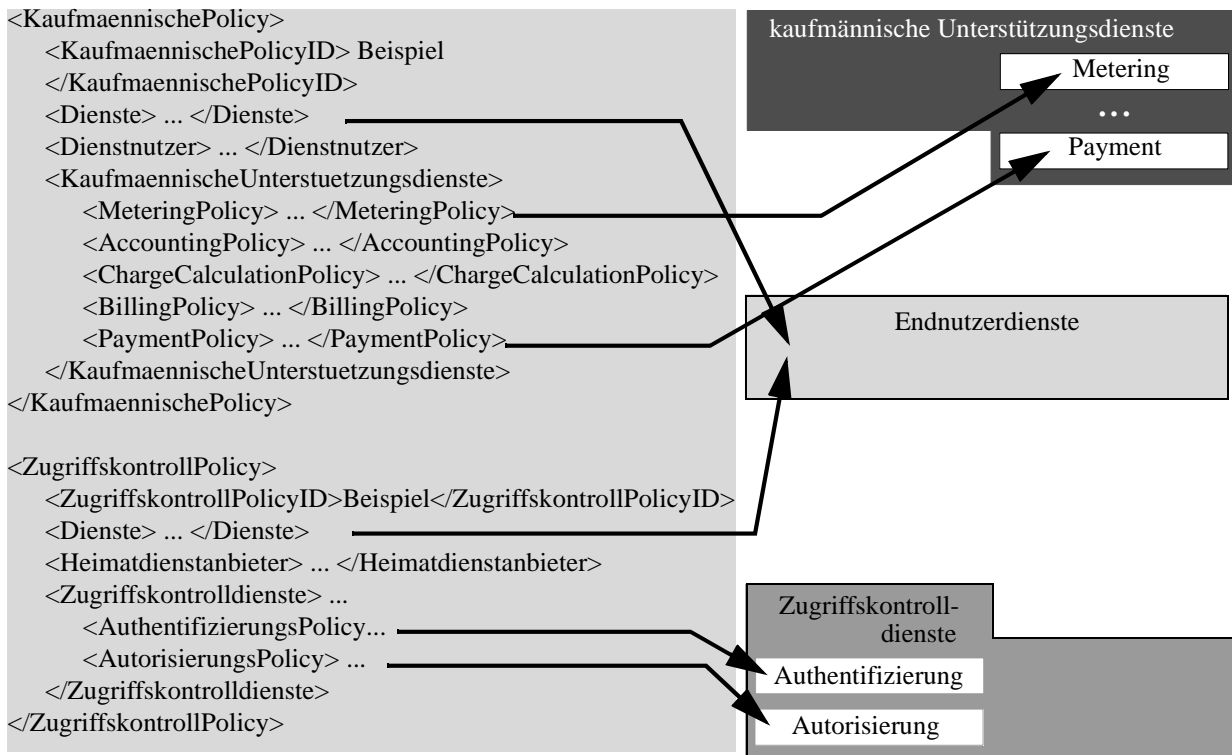 <KaufmaennischePolicy>
<KaufmaennischePolicyID> Beispiel
</KaufmaennischePolicyID>
<Dienste> ... </Dienste>
<Dienstnutzer> ... </Dienstnutzer>
<KaufmaennischeUnterstuetzungsdienste>
<MeteringPolicy> ... </MeteringPolicy>
<AccountingPolicy> ... </AccountingPolicy>
<ChargeCalculationPolicy> ... </ChargeCalculationPolicy>
<BillingPolicy> ... </BillingPolicy>
<PaymentPolicy> ... </PaymentPolicy>
</KaufmaennischeUnterstuetzungsdienste>
</KaufmaennischePolicy>
<ZugriffskontrollPolicy>
<ZugriffskontrollPolicyID>Beispiel</ZugriffskontrollPolicyID>
<Dienste> ... </Dienste>
<Heimatdienstanbieter> ... </Heimatdienstanbieter>
<Zugriffskontrolldienste> ...
<AuthentifizierungsPolicy...
<AutorisierungsPolicy> ...
</Zugriffskontrolldienste>
</ZugriffskontrollPolicy>
kaufmännische Unterstützungsdienste
Metering
...
Payment
Endnutzerdienste
Zugriffskontroll-
dienste
Authentifizierung
Autorisierung